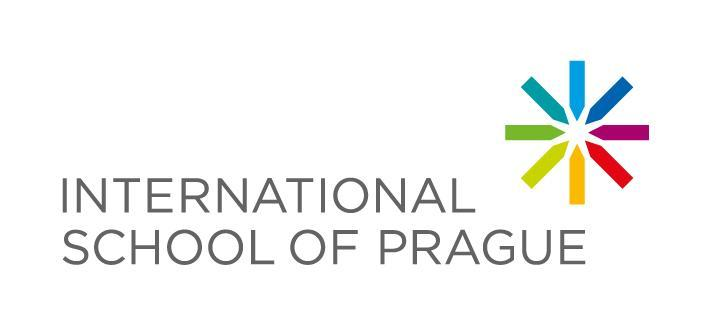 INTERNATIONAL
SCHOOL OF PRAGUE